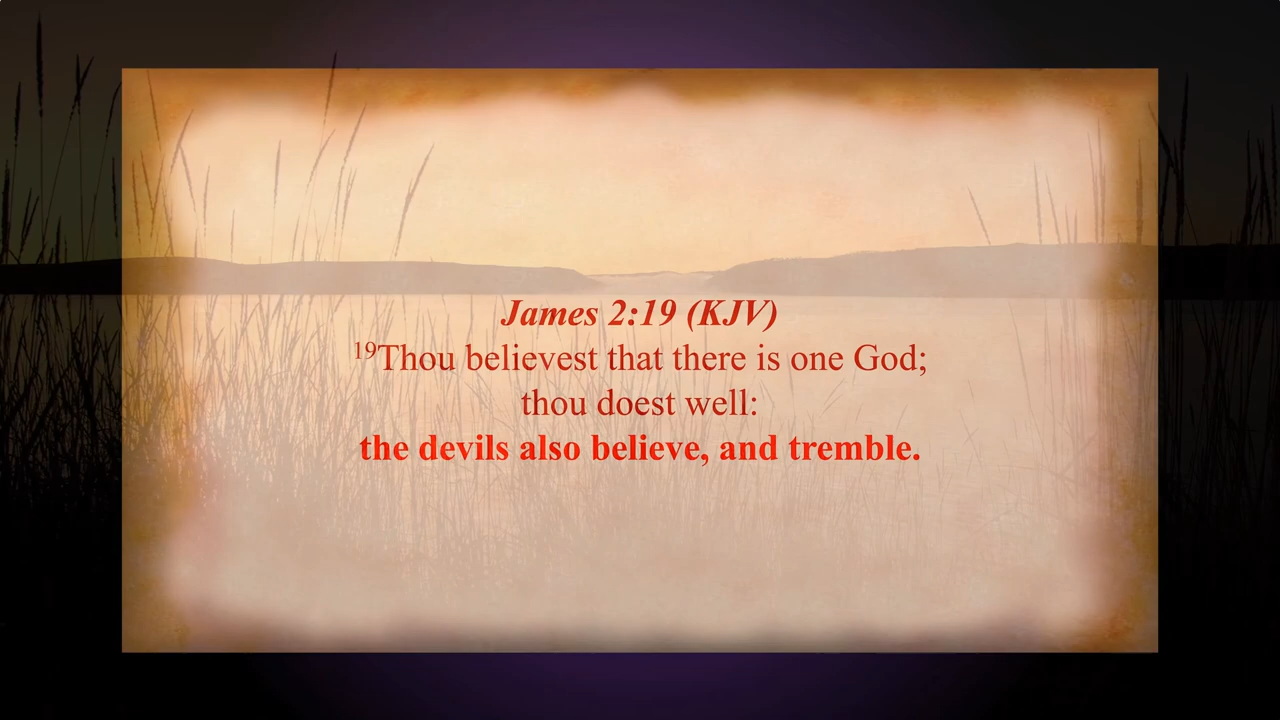 James 2:19 (KJV)
19Thou believest that there is one God;
thou doest well:
the devils also believe, and tremble.